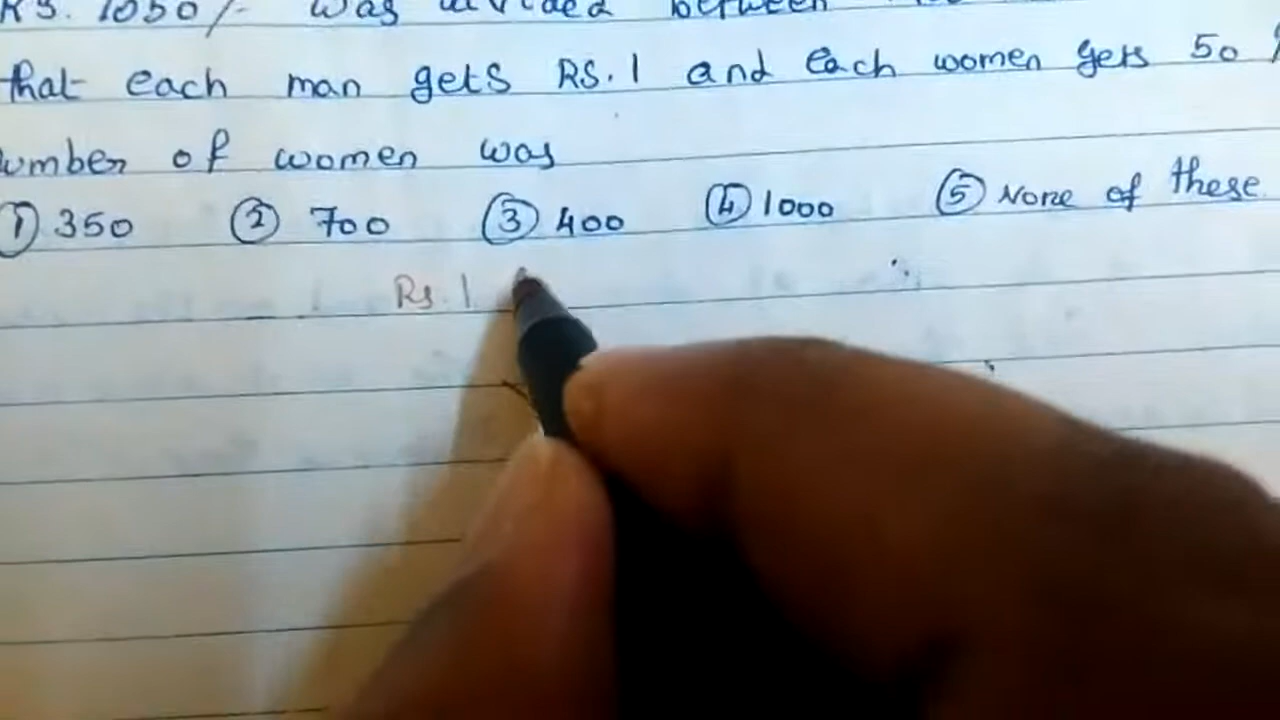 RS. 1050/- was divided between
that each man gets RS.1 and each women gets 50
umber of women was
① 350 ② 700 ③ 400 ④ 1000 ⑤ None of these
Rs. 1